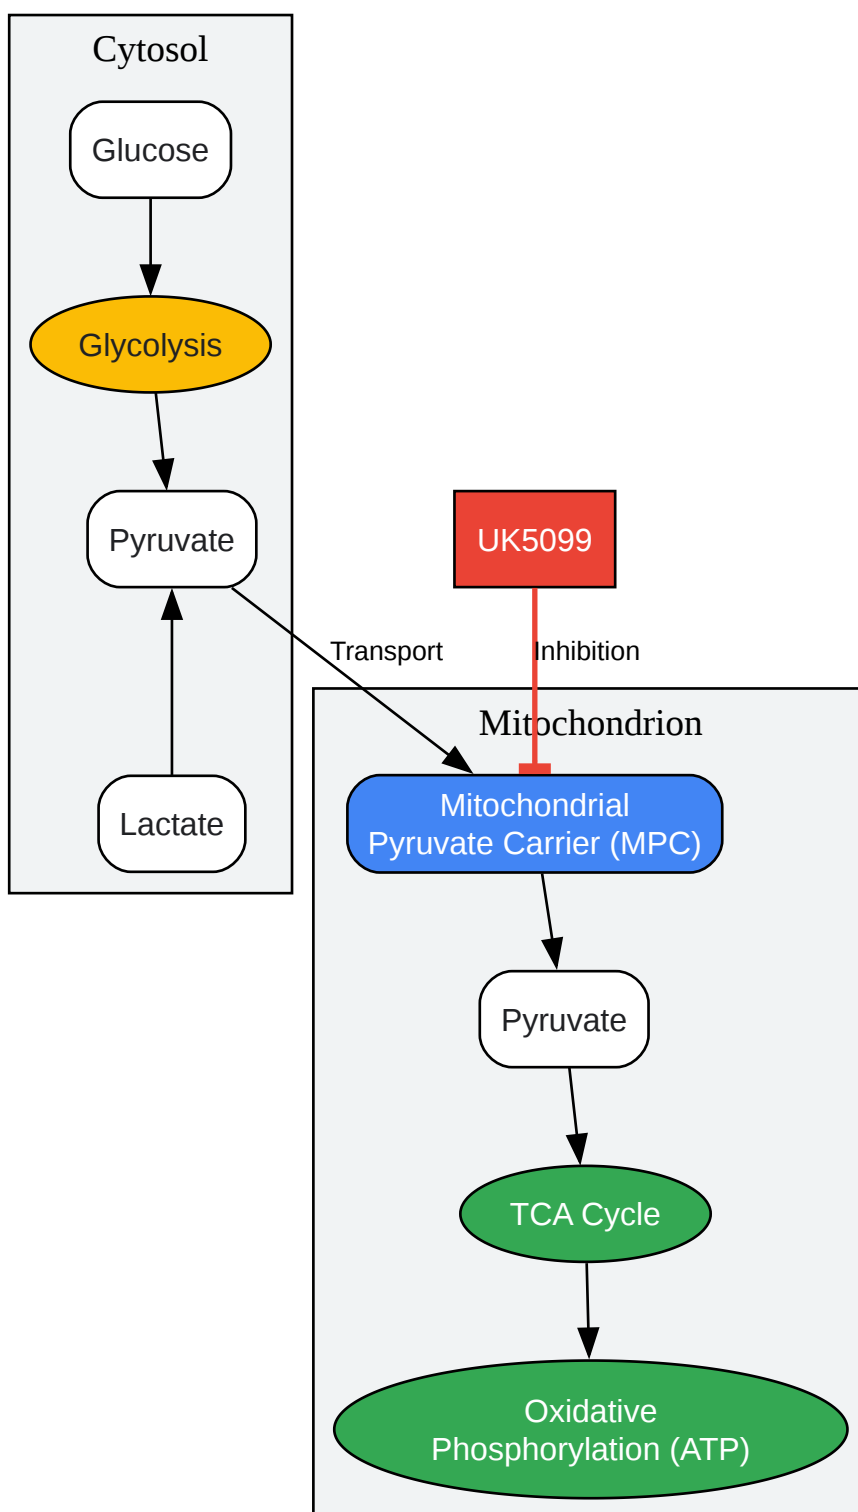 Cytosol
Glucose
Glycolysis
Pyruvate
UK5099
Transport
Inhibition
Mitochondrion
Lactate
Mitochondrial
Pyruvate Carrier (MPC)
Pyruvate
TCA Cycle
Oxidative
Phosphorylation (ATP)